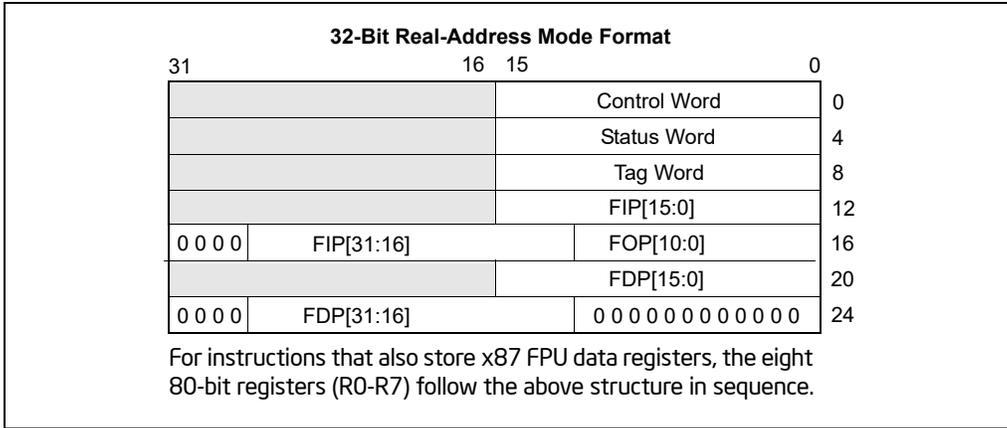 32-Bit Real-Address Mode Format
31 16 15 0
Control Word 0
Status Word 4
Tag Word 8
FIP[15:0] 12
0 0 0 0 FIP[31:16] FOP[10:0] 16
FDP[15:0] 20
0 0 0 0 FDP[31:16] 0 0 0 0 0 0 0 0 0 0 0 0 24
For instructions that also store x87 FPU data registers, the eight
80-bit registers (R0-R7) follow the above structure in sequence.